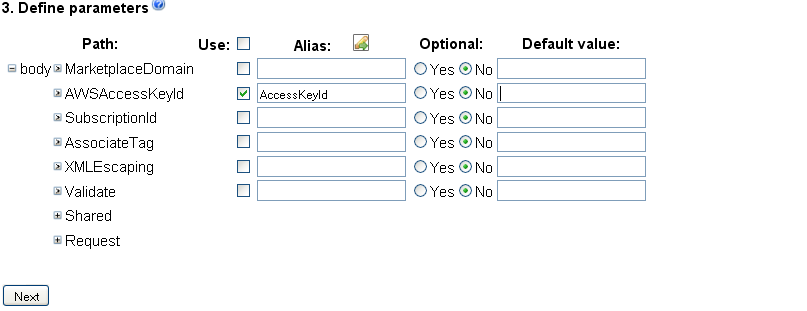 3. Define parameters
Path: Use: Alias: Optional: Default value:
body MarketplaceDomain Yes No
AWSAccessKeyId AccessKeyId Yes No
SubscriptionId Yes No
AssociateTag Yes No
XMLEscaping Yes No
Validate Yes No
Shared
Request
Next